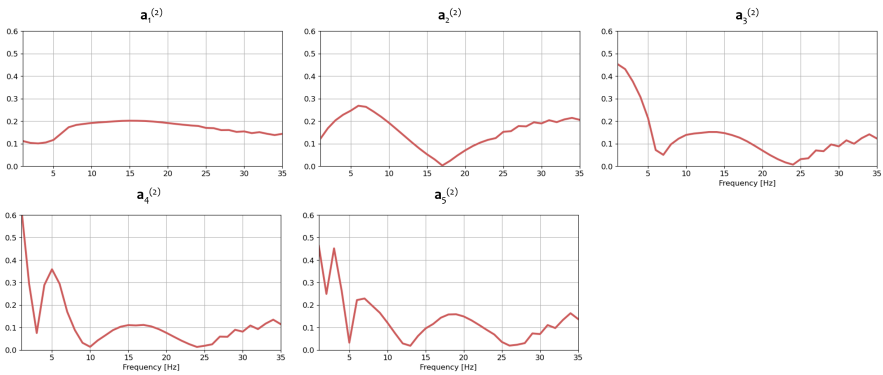 a₁⁽²⁾ a₂⁽²⁾ a₃⁽²⁾
0.6 0.6 0.6
0.5 0.5 0.5
0.4 0.4 0.4
0.3 0.3 0.3
0.2 0.2 0.2
0.1 0.1 0.1
0.0 0.0 0.0
5 10 15 20 25 30 35 5 10 15 20 25 30 35 5 10 15 20 25 30 35
Frequency [Hz]
a₄⁽²⁾ a₅⁽²⁾
0.6 0.6
0.5 0.5
0.4 0.4
0.3 0.3
0.2 0.2
0.1 0.1
0.0 0.0
5 10 15 20 25 30 35 5 10 15 20 25 30 35
Frequency [Hz] Frequency [Hz]